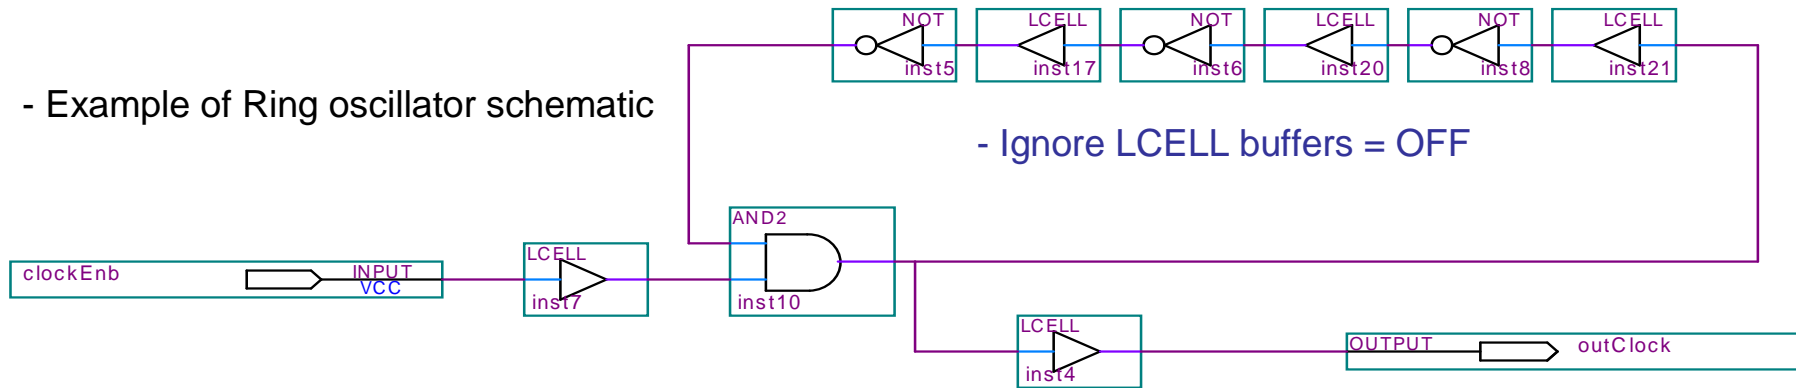 NOT
LCELL
NOT
LCELL
NOT
LCELL
inst5
inst17
inst6
inst20
inst8
inst21
- Example of Ring oscillator schematic
- Ignore LCELL buffers = OFF
AND2
LCELL
clockEnb
INPUT
VCC
inst7
inst10
LCELL
OUTPUT
outClock
inst4